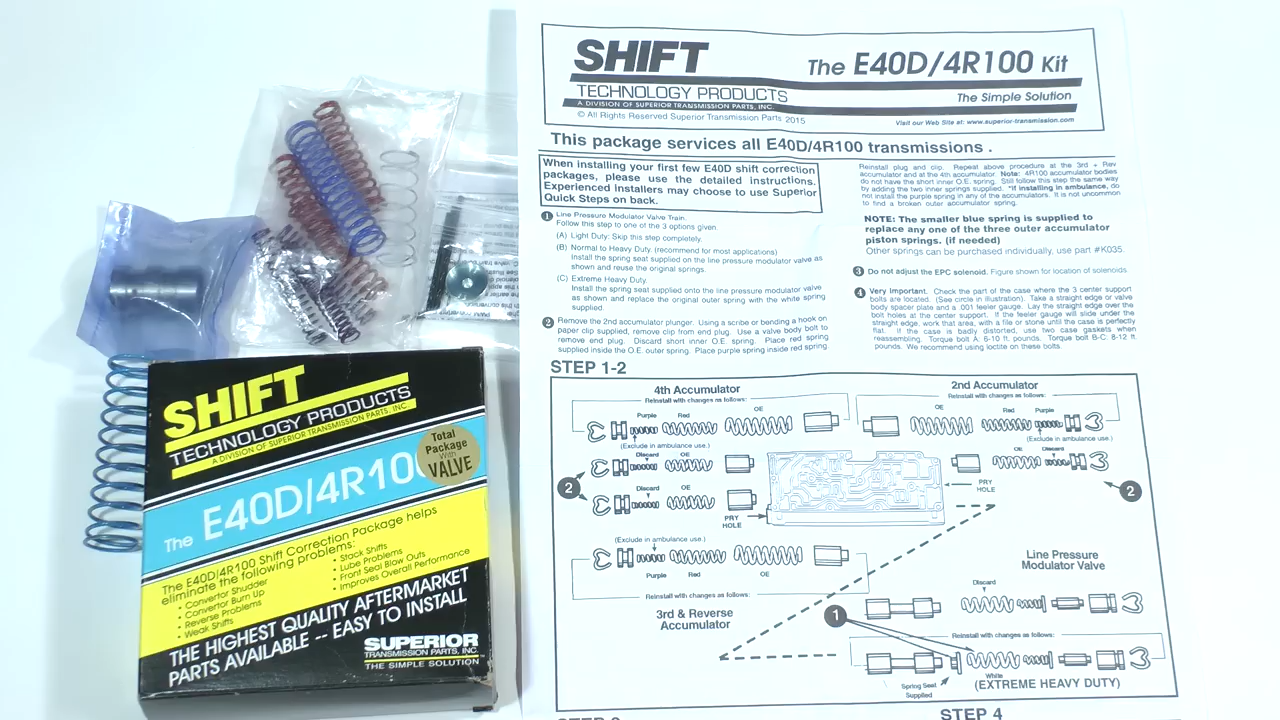 SHIFT
TECHNOLOGY PRODUCTS
A DIVISION OF SUPERIOR TRANSMISSION PARTS, INC.
© All Rights Reserved Superior Transmission Parts 2015
The E40D/4R100 Kit
The Simple Solution
Visit our Web Site at: www.superior-transmission.com
This package services all E40D/4R100 transmissions .
When installing your first few E40D shift correction
packages, please use the detailed instructions.
Experienced installers may choose to use Superior
Quick Steps on back.
1 Line Pressure Modulator Valve Train.
Follow this step to one of the 3 options given.
(A) Light Duty: Skip this step completely.
(B) Normal to Heavy Duty. (recommend for most applications)
Install the spring seat supplied on the line pressure modulator valve as
shown and reuse the original springs.
(C) Extreme Heavy Duty.
Install the spring seat supplied onto the line pressure modulator valve
as shown and replace the original outer spring with the white spring
supplied.
2 Remove the 2nd accumulator plunger. Using a scribe or bending a hook on
paper clip supplied, remove clip from end plug. Use a valve body bolt to
remove end plug. Discard short inner O.E. spring. Place red spring
supplied inside the O.E. outer spring. Place purple spring inside red spring.
Reinstall plug and clip. Repeat above procedure at the 3rd + Rev
accumulator and at the 4th accumulator. Note: 4R100 accumulator bodies
do not have the short inner O.E. spring. Still follow this step the same way
by adding the two inner springs supplied. *If installing in ambulance, do
not install the purple spring in any of the accumulators. It is not uncommon
to find a broken outer accumulator spring.
NOTE: The smaller blue spring is supplied to
replace any one of the three outer accumulator
piston springs. (if needed)
Other springs can be purchased individually, use part #K035.
3 Do not adjust the EPC solenoid. Figure shown for location of solenoids
4 Very Important. Check the part of the case where the 3 center support
bolts are located. (See circle in illustration). Take a straight edge or valve
body spacer plate and a .001 feeler gauge. Lay the straight edge over the
bolt holes at the center support. If the feeler gauge will slide under the
straight edge, work that area, with a file or stone until the case is perfectly
flat. If the case is badly distorted, use two case gaskets when
reassembling. Torque bolt A: 6-10 ft. pounds. Torque bolt B-C: 8-12 ft.
pounds. We recommend using loctite on these bolts
STEP 1-2
4th Accumulator
Reinstall with changes as follows:
Purple
Red
OE
(Exclude in ambulance use.)
Discard
OE
2
Discard
OE
PRY
HOLE
(Exclude in ambulance use.)
Purple
Red
OE
Reinstall with changes as follows:
3rd & Reverse
Accumulator
2nd Accumulator
Reinstall with changes as follows:
OE
Red
Purple
(Exclude in ambulance use.)
OE
Discard
PRY
HOLE
2
Line Pressure
Modulator Valve
Discard
1
Reinstall with changes as follows:
White
Spring Seat
Supplied
(EXTREME HEAVY DUTY)
STEP 4
SHIFT
TECHNOLOGY PRODUCTS
A DIVISION OF SUPERIOR TRANSMISSION PARTS, INC.
Total
Package
With
VALVE
The E40D/4R100
The E40D/4R100 Shift Correction Package helps
eliminate the following problems:
• Convertor Shudder
• Convertor Burn Up
• Reverse Problems
• Weak Shifts
• Stack Shifts
• Lube Problems
• Front Seal Blow Outs
• Improves Overall Performance
THE HIGHEST QUALITY AFTERMARKET
PARTS AVAILABLE -- EASY TO INSTALL
SUPERIOR
TRANSMISSION PARTS, INC.
THE SIMPLE SOLUTION